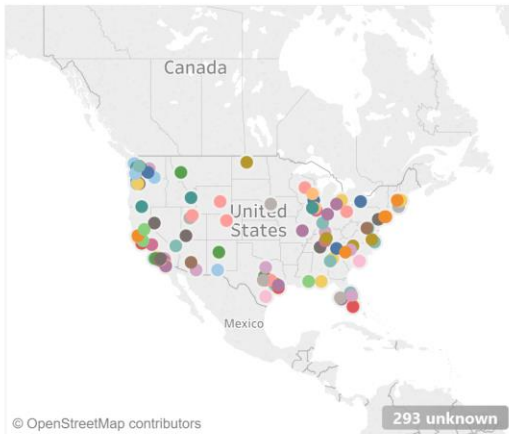 Canada
United
States
Mexico
© OpenStreetMap contributors
293 unknown